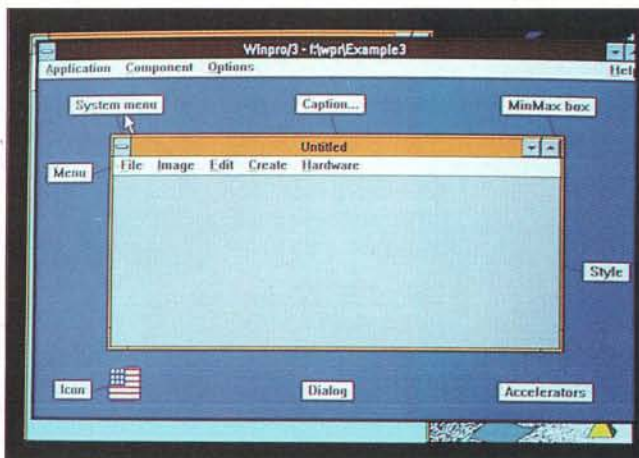 Winpro/3 - f:\wpr\Example3
Application Component Options Help
System menu Caption... MinMax box
Untitled
Menu
File Image Edit Create Hardware
Style
Icon Dialog Accelerators